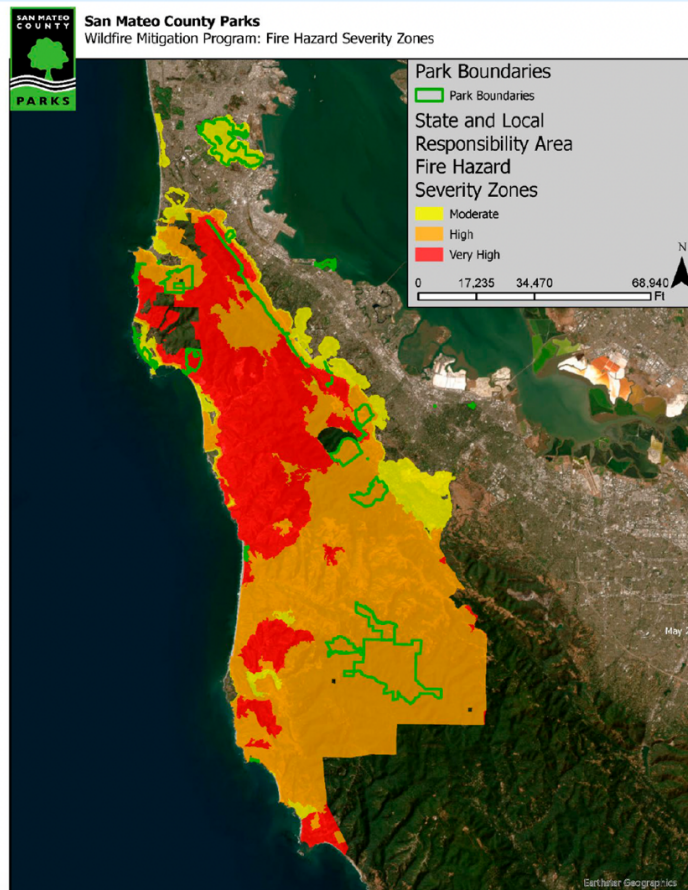 SAN MATEO
COUNTY
PARKS
San Mateo County Parks
Wildfire Mitigation Program: Fire Hazard Severity Zones
Park Boundaries
Park Boundaries
State and Local
Responsibility Area
Fire Hazard
Severity Zones
Moderate
High
Very High
N
0 17,235 34,470 68,940
Ft
May 2
Earthstar Geographics